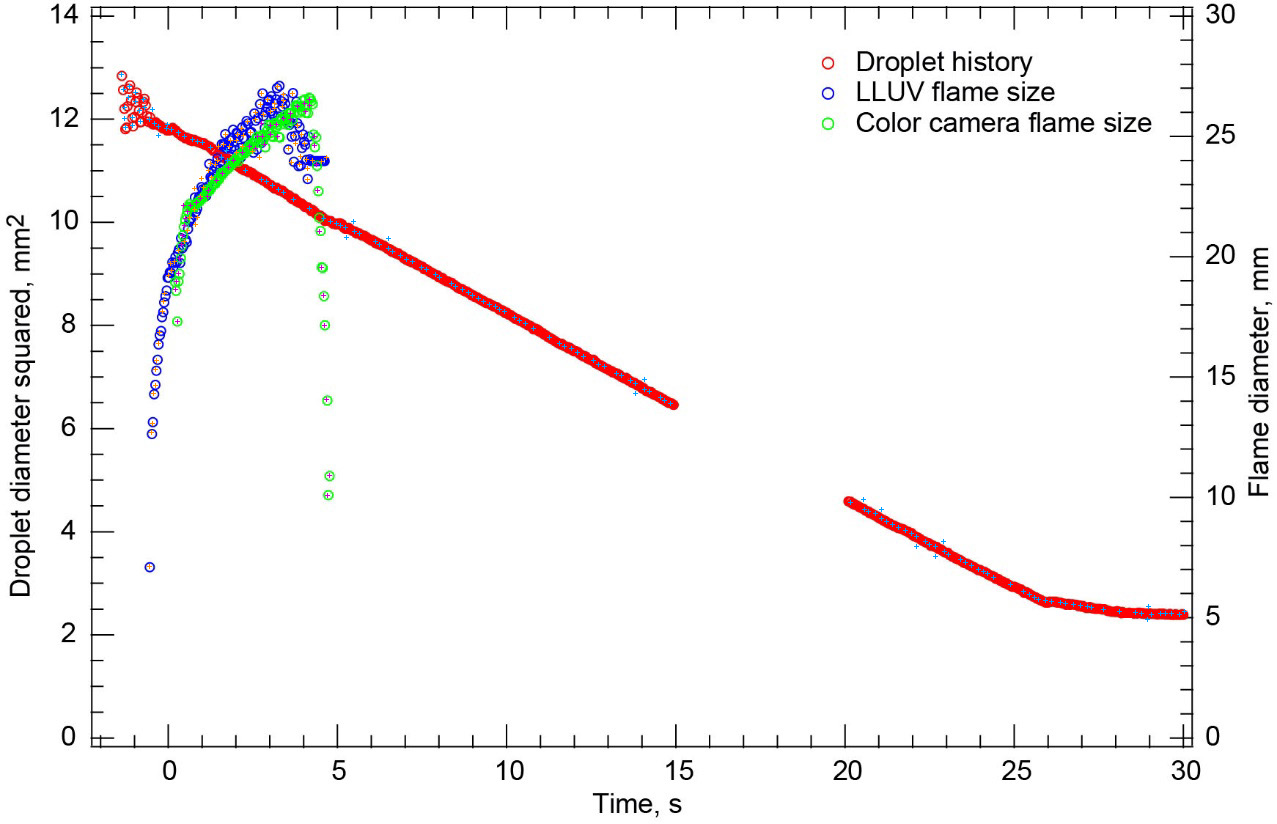 14
12
10
8
6
4
2
0
Droplet diameter squared, mm2
30
25
20
15
10
5
0
Flame diameter, mm
Droplet history
LLUV flame size
Color camera flame size
0 5 10 15 20 25 30
Time, s